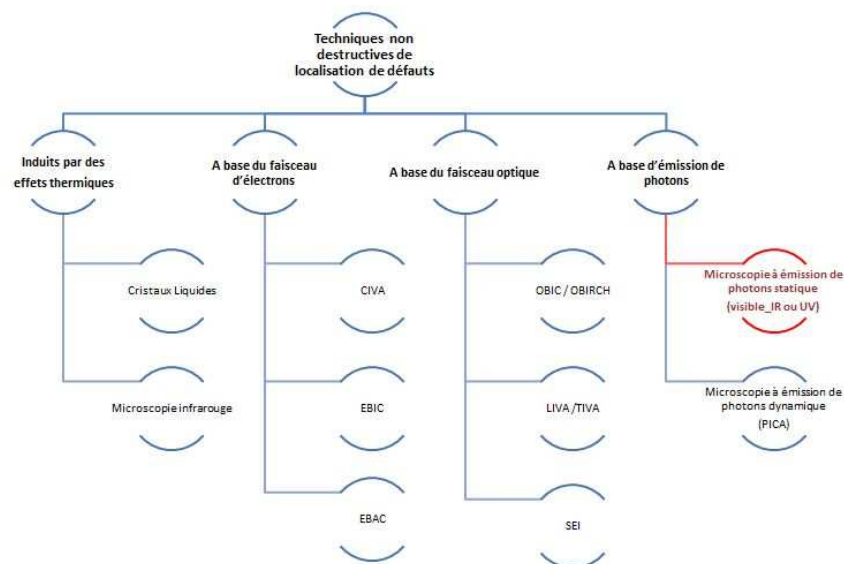 Techniques non
destructives de
localisation de défauts
Induits par des
effets thermiques
A base du faisceau
d'électrons
A base du faisceau optique
A base d'émission de
photons
Cristaux Liquides
CIVA
OBIC / OBIRCH
Microscopie à émission de
photons statique
(visible_IR ou UV)
Microscopie infrarouge
EBIC
LIVA /TIVA
Microscopie à émission de
photons dynamique
(PICA)
EBAC
SEI